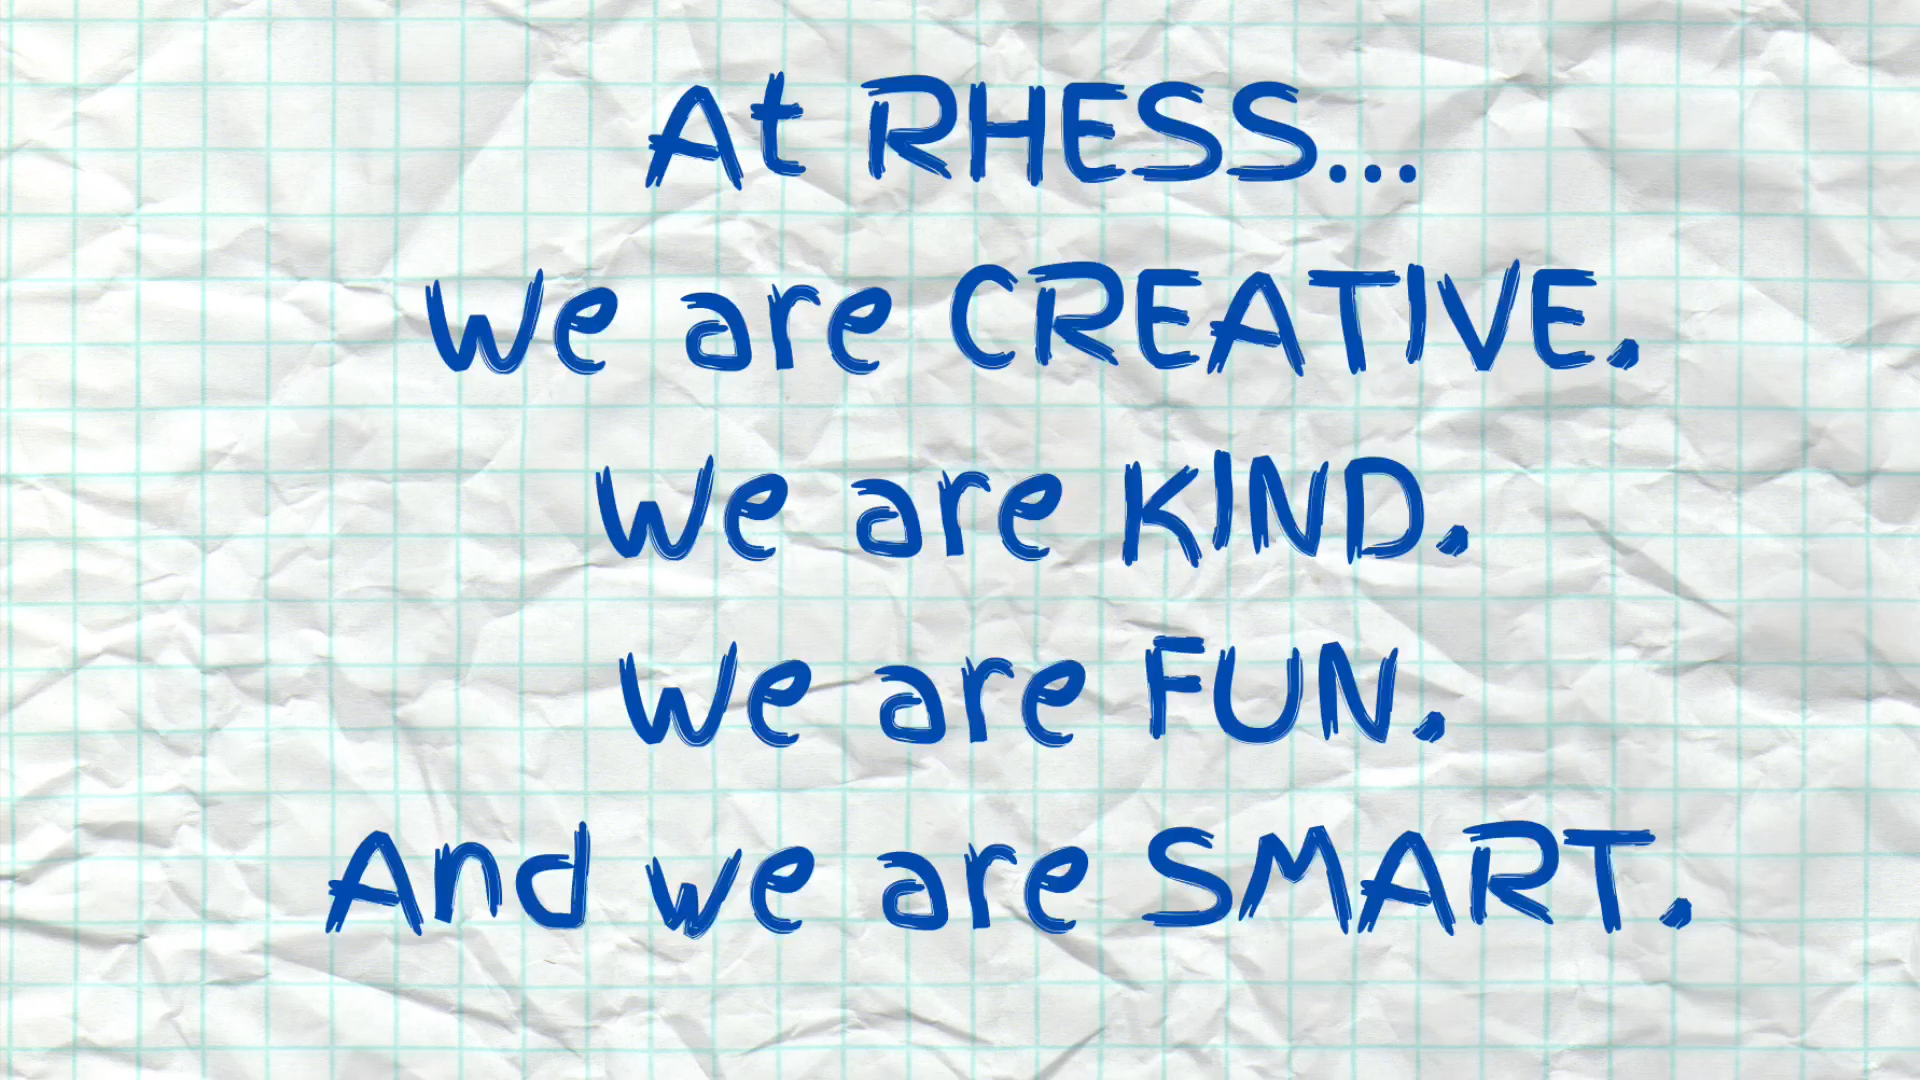 At RHESS...
We are CREATIVE.
We are KIND.
We are FUN.
And we are SMART.